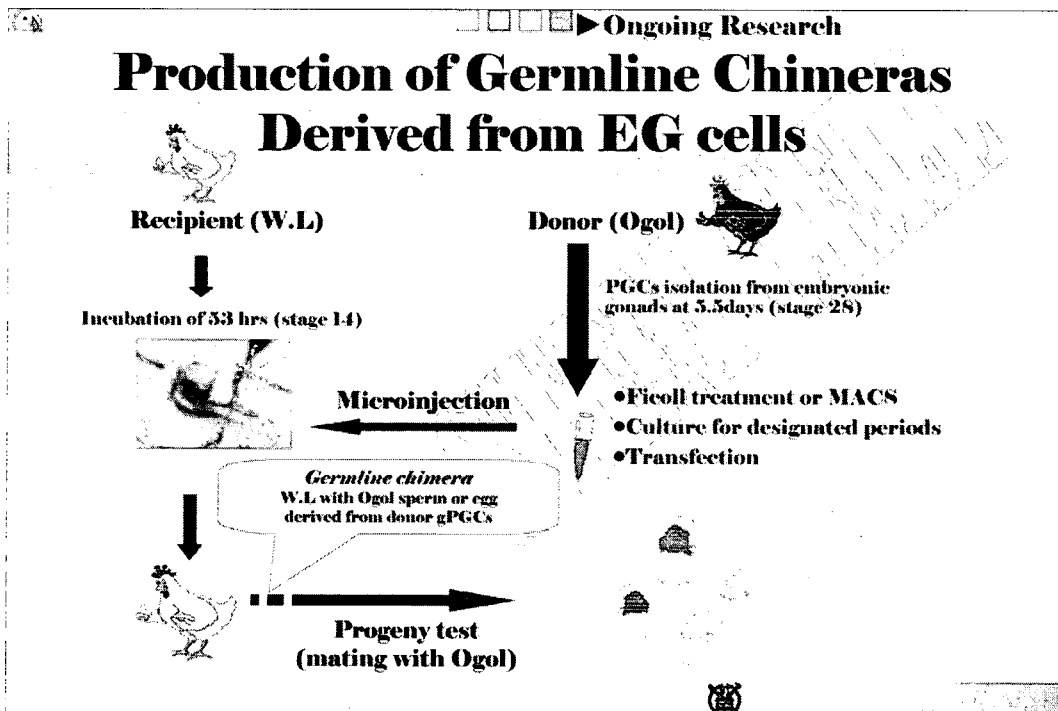 ▶Ongoing Research
Production of Germline Chimeras
Derived from EG cells
Recipient (W.L)
Donor (Ogol)
PGCs isolation from embryonic
gonads at 5.5days (stage 28)
Incubation of 53 hrs (stage 14)
Microinjection
•Ficoll treatment or MACS
•Culture for designated periods
•Transfection
Germline chimera
W.L with Ogol sperm or egg
derived from donor gPGCs
Progeny test
(mating with Ogol)